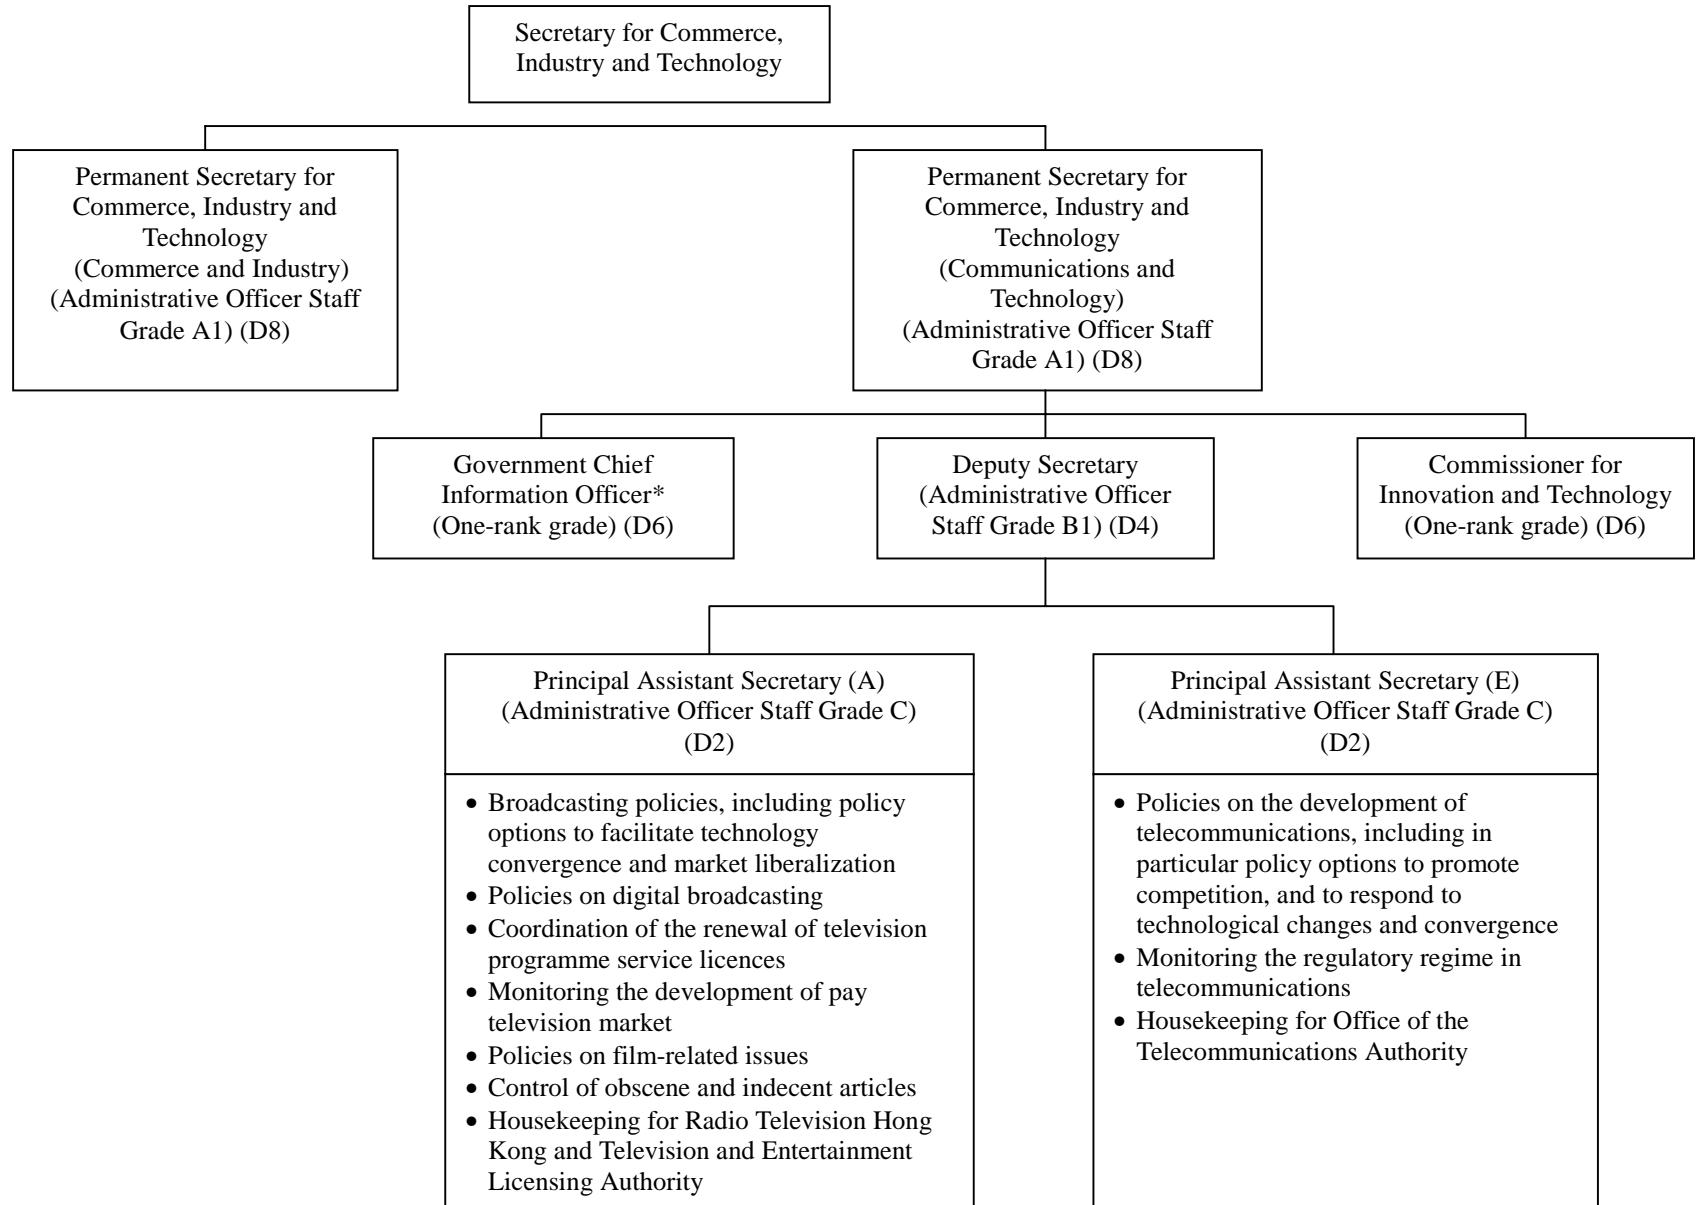 Secretary for Commerce,
Industry and Technology
Permanent Secretary for
Commerce, Industry and
Technology
(Commerce and Industry)
(Administrative Officer Staff
Grade A1) (D8)
Permanent Secretary for
Commerce, Industry and
Technology
(Communications and
Technology)
(Administrative Officer Staff
Grade A1) (D8)
Government Chief
Information Officer*
(One-rank grade) (D6)
Deputy Secretary
(Administrative Officer
Staff Grade B1) (D4)
Commissioner for
Innovation and Technology
(One-rank grade) (D6)
Principal Assistant Secretary (A)
(Administrative Officer Staff Grade C)
(D2)
• Broadcasting policies, including policy
options to facilitate technology
convergence and market liberalization
• Policies on digital broadcasting
• Coordination of the renewal of television
programme service licences
• Monitoring the development of pay
television market
• Policies on film-related issues
• Control of obscene and indecent articles
• Housekeeping for Radio Television Hong
Kong and Television and Entertainment
Licensing Authority
Principal Assistant Secretary (E)
(Administrative Officer Staff Grade C)
(D2)
• Policies on the development of
telecommunications, including in
particular policy options to promote
competition, and to respond to
technological changes and convergence
• Monitoring the regulatory regime in
telecommunications
• Housekeeping for Office of the
Telecommunications Authority